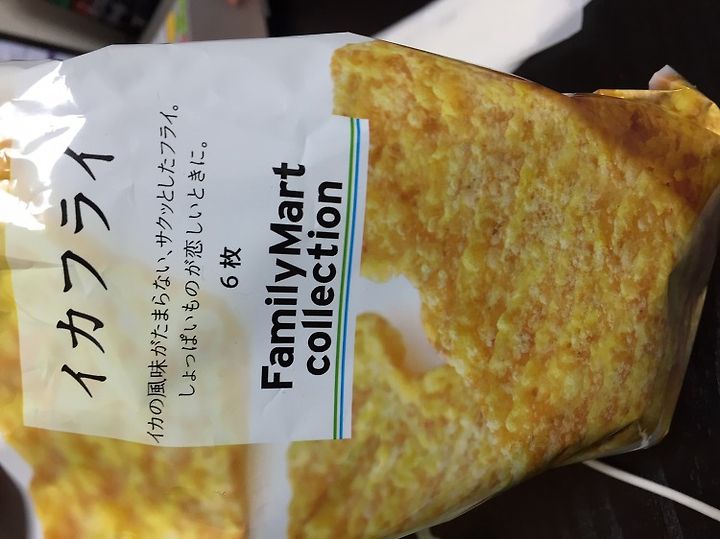 イカフライ
イカの風味がたまらない、サクッとしたフライ。
しょっぱいものが恋しいときに。
6枚
FamilyMart
collection